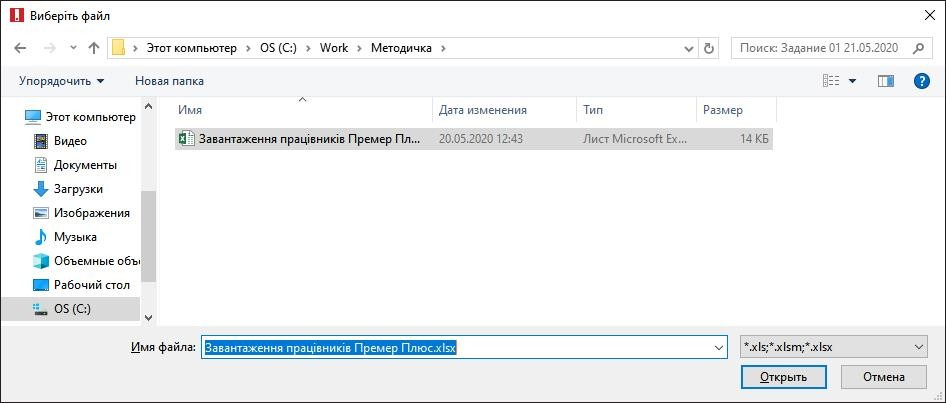 Виберіть файл
Этот компьютер > OS (C:) > Work > Методичка >
Поиск: Задание 01 21.05.2020
Упорядочить
Новая папка
Имя
Дата изменения
Тип
Размер
Этот компьютер
Видео
Документы
Загрузки
Изображения
Музыка
Объемные объ
Рабочий стол
OS (C:)
Завантаження працівників Премер Пл... 20.05.2020 12:43 Лист Microsoft Ex... 14 КБ
Имя файла: Завантаження працівників Премер Плюс.xlsx
*.xls;*.xlsm;*.xlsx
Открыть
Отмена